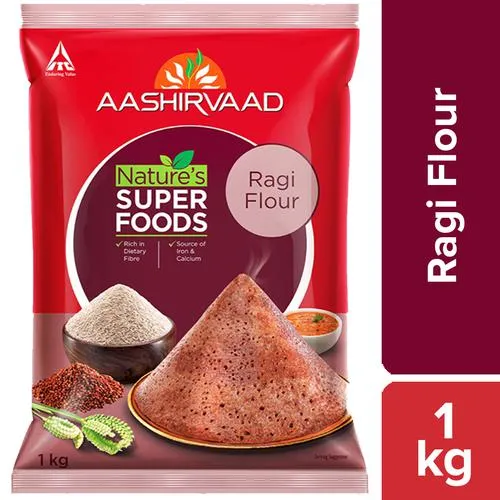 Enduring Value
AASHIRVAAD
Nature's
SUPER
FOODS
Ragi
Flour
✓ Rich in
Dietary
Fibre
✓ Source of
Iron &
Calcium
1 kg
Ragi Flour
1
kg